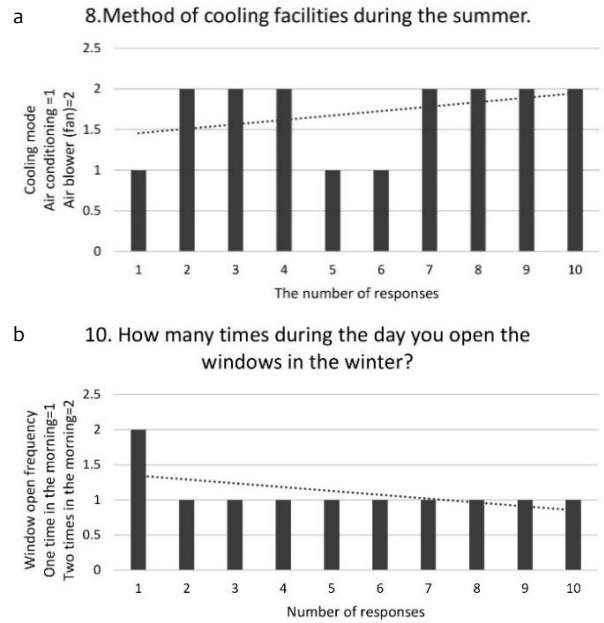 a
8.Method of cooling facilities during the summer.
2.5
2
1.5
1
0.5
0
Cooling mode
Air conditioning =1
Air blower (fan)=2
1 2 3 4 5 6 7 8 9 10
The number of responses
b
10. How many times during the day you open the
windows in the winter?
2.5
2
1.5
1
0.5
0
Window open frequency
One time in the morning=1
Two times in the morning=2
1 2 3 4 5 6 7 8 9 10
Number of responses